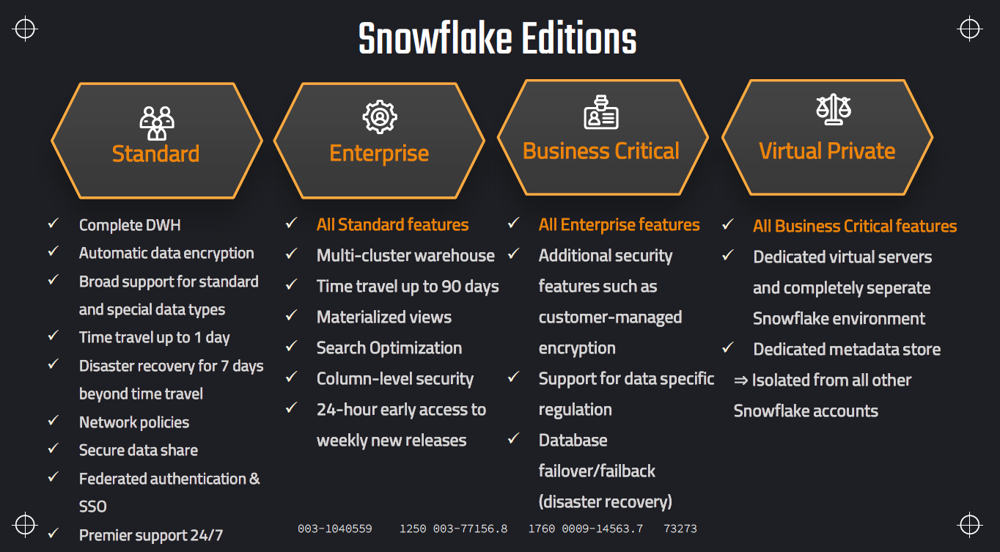 Snowflake Editions
Standard
Complete DWH
Automatic data encryption
Broad support for standard
and special data types
Time travel up to 1 day
Disaster recovery for 7 days
beyond time travel
Network policies
Secure data share
Federated authentication &
SSO
Premier support 24/7
Enterprise
All Standard features
Multi-cluster warehouse
Time travel up to 90 days
Materialized views
Search Optimization
Column-level security
24-hour early access to
weekly new releases
Business Critical
All Enterprise features
Additional security
features such as
customer-managed
encryption
Support for data specific
regulation
Database
failover/failback
(disaster recovery)
Virtual Private
All Business Critical features
Dedicated virtual servers
and completely seperate
Snowflake environment
Dedicated metadata store
⇒ Isolated from all other
Snowflake accounts
003-1040559 1250 003-77156.8 1760 0009-14563.7 73273